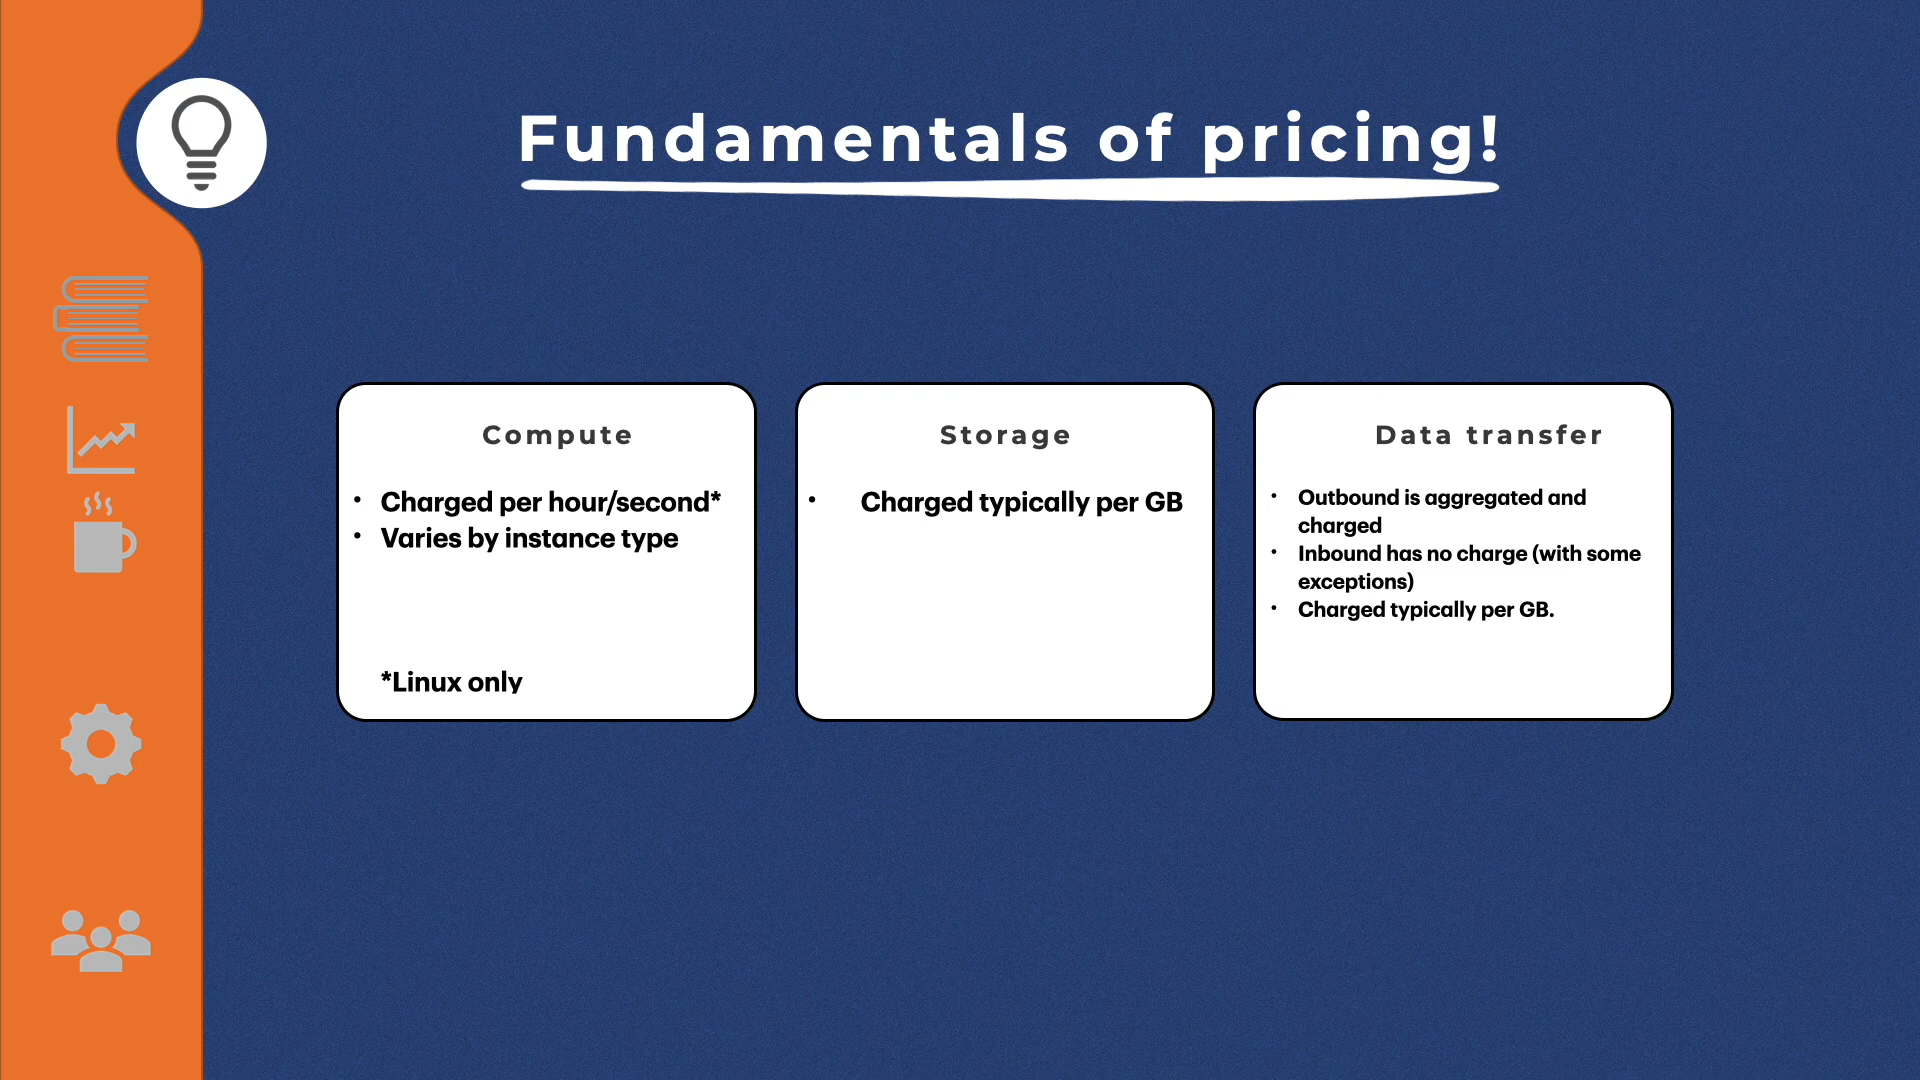 Fundamentals of pricing!
Compute
• Charged per hour/second*
• Varies by instance type
*Linux only
Storage
• Charged typically per GB
Data transfer
• Outbound is aggregated and
charged
• Inbound has no charge (with some
exceptions)
• Charged typically per GB.